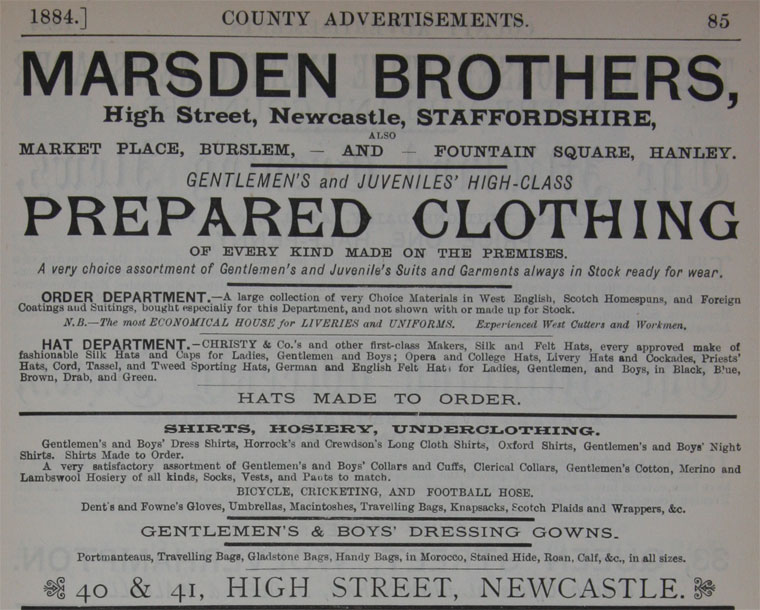 1884.] COUNTY ADVERTISEMENTS. 85
MARSDEN BROTHERS,
High Street, Newcastle, STAFFORDSHIRE,
ALSO
MARKET PLACE, BURSLEM, — AND — FOUNTAIN SQUARE, HANLEY.
GENTLEMEN'S and JUVENILES' HIGH-CLASS
PREPARED CLOTHING
OF EVERY KIND MADE ON THE PREMISES.
A very choice assortment of Gentlemen's and Juvenile's Suits and Garments always in Stock ready for wear.
ORDER DEPARTMENT.—A large collection of very Choice Materials in West English, Scotch Homespuns, and Foreign
Coatings and Suitings, bought especially for this Department, and not shown with or made up for Stock.
N.B.—The most ECONOMICAL HOUSE for LIVERIES and UNIFORMS. Experienced West Cutters and Workmen.
HAT DEPARTMENT.—CHRISTY & Co.'s and other first-class Makers, Silk and Felt Hats, every approved make of
fashionable Silk Hats and Caps for Ladies, Gentlemen and Boys; Opera and College Hats, Livery Hats and Cockades, Priests'
Hats, Cord, Tassel, and Tweed Sporting Hats, German and English Felt Hats for Ladies, Gentlemen, and Boys, in Black, Blue,
Brown, Drab, and Green.
HATS MADE TO ORDER.
SHIRTS, HOSIERY, UNDERCLOTHING.
Gentlemen's and Boys' Dress Shirts, Horrock's and Crewdson's Long Cloth Shirts, Oxford Shirts, Gentlemen's and Boys' Night
Shirts. Shirts Made to Order.
A very satisfactory assortment of Gentlemen's and Boys' Collars and Cuffs, Clerical Collars, Gentlemen's Cotton, Merino and
Lambswool Hosiery of all kinds, Socks, Vests, and Pants to match.
BICYCLE, CRICKETING, AND FOOTBALL HOSE.
Dent's and Fowne's Gloves, Umbrellas, Macintoshes, Travelling Bags, Knapsacks, Scotch Plaids and Wrappers, &c.
GENTLEMEN'S & BOYS' DRESSING GOWNS.
Portmanteaus, Travelling Bags, Gladstone Bags, Handy Bags, in Morocco, Stained Hide, Roan, Calf, &c., in all sizes.
40 & 41, HIGH STREET, NEWCASTLE.